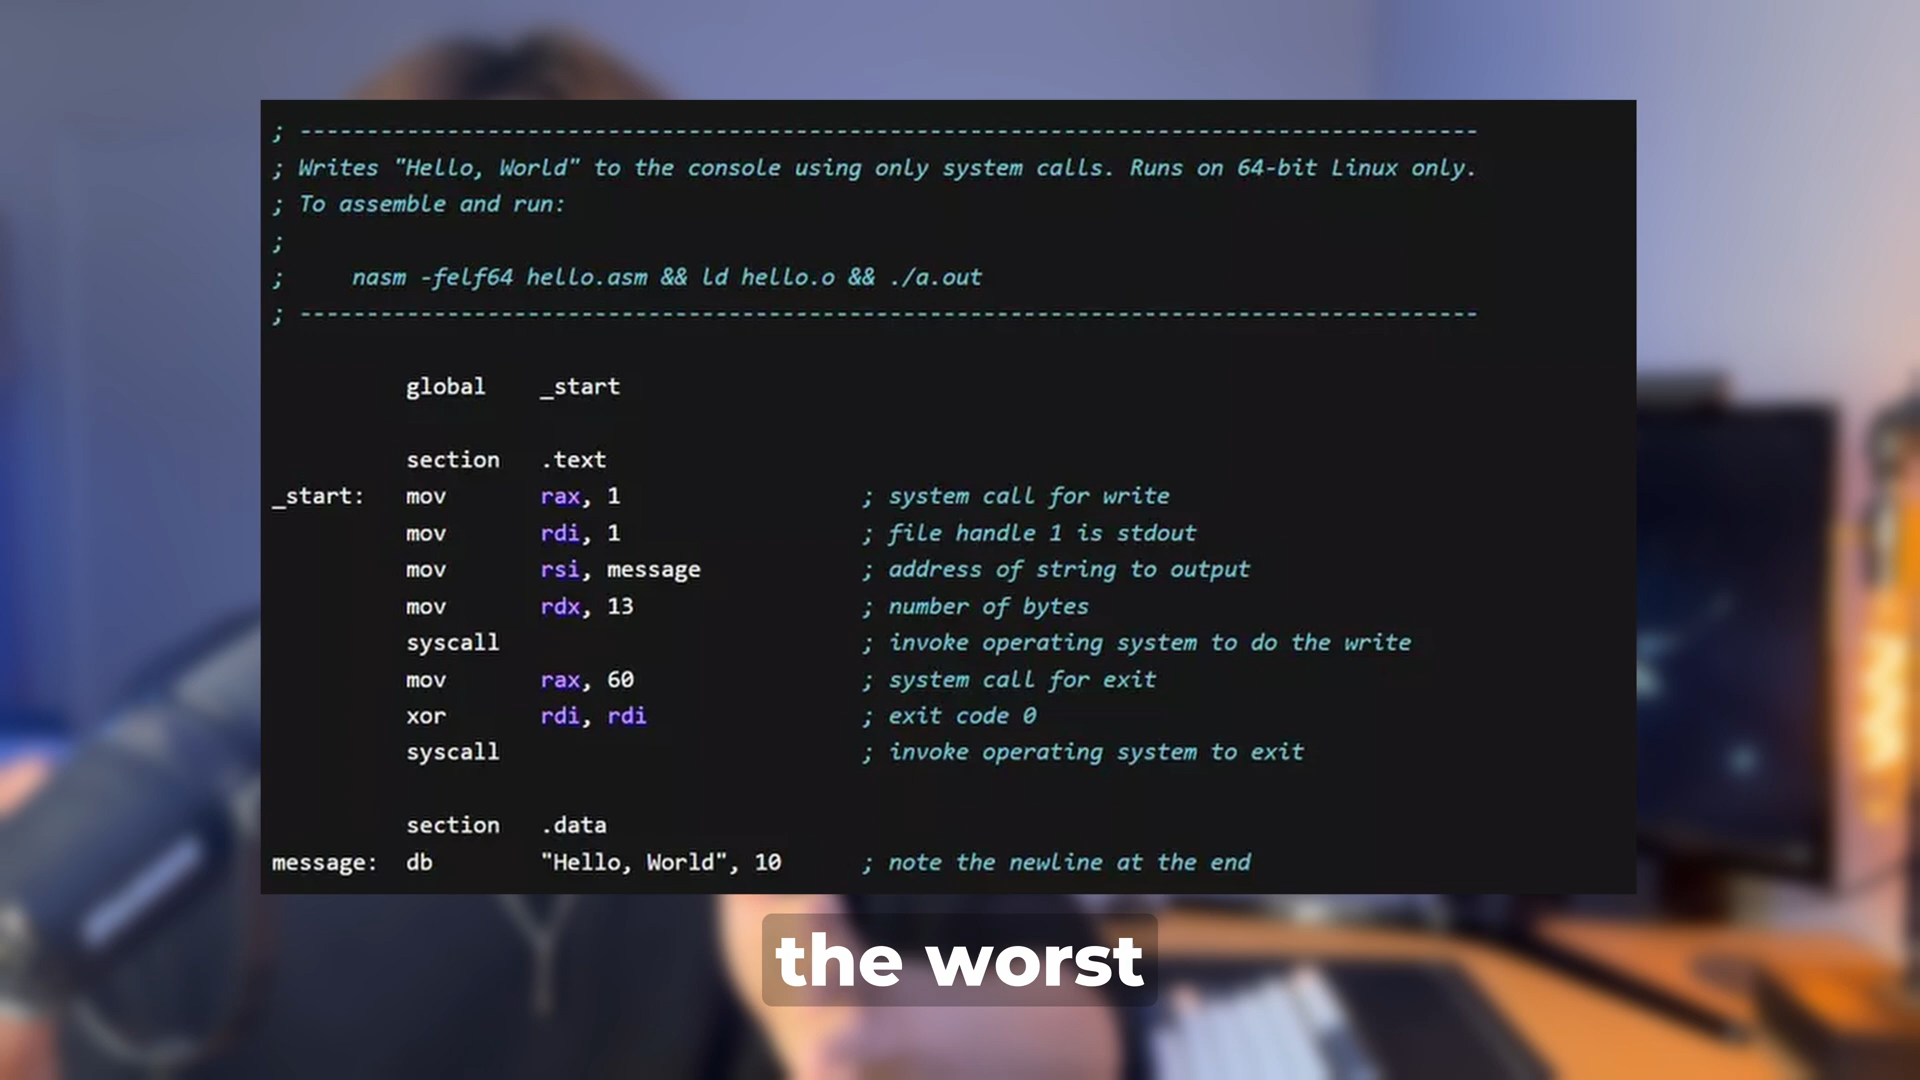 ; ----------------------------------------------------------------------------------------
; Writes "Hello, World" to the console using only system calls. Runs on 64-bit Linux only.
; To assemble and run:
;
;     nasm -felf64 hello.asm && ld hello.o && ./a.out
; ----------------------------------------------------------------------------------------
global    _start
section   .text
_start:   mov       rax, 1                  ; system call for write
mov       rdi, 1                  ; file handle 1 is stdout
mov       rsi, message            ; address of string to output
mov       rdx, 13                 ; number of bytes
syscall                           ; invoke operating system to do the write
mov       rax, 60                 ; system call for exit
xor       rdi, rdi                ; exit code 0
syscall                           ; invoke operating system to exit
section   .data
message:  db        "Hello, World", 10      ; note the newline at the end
the worst